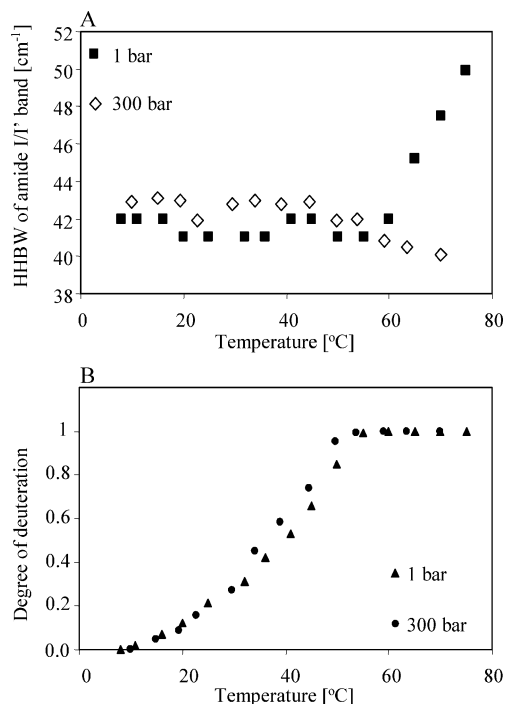 A
HHBW of amide I/I' band [cm⁻¹]
52
50
48
46
44
42
40
38
1 bar
300 bar
0
20
40
60
80
Temperature [°C]
B
Degree of deuteration
1
0.8
0.6
0.4
0.2
0.0
1 bar
300 bar
0
20
40
60
80
Temperature [°C]